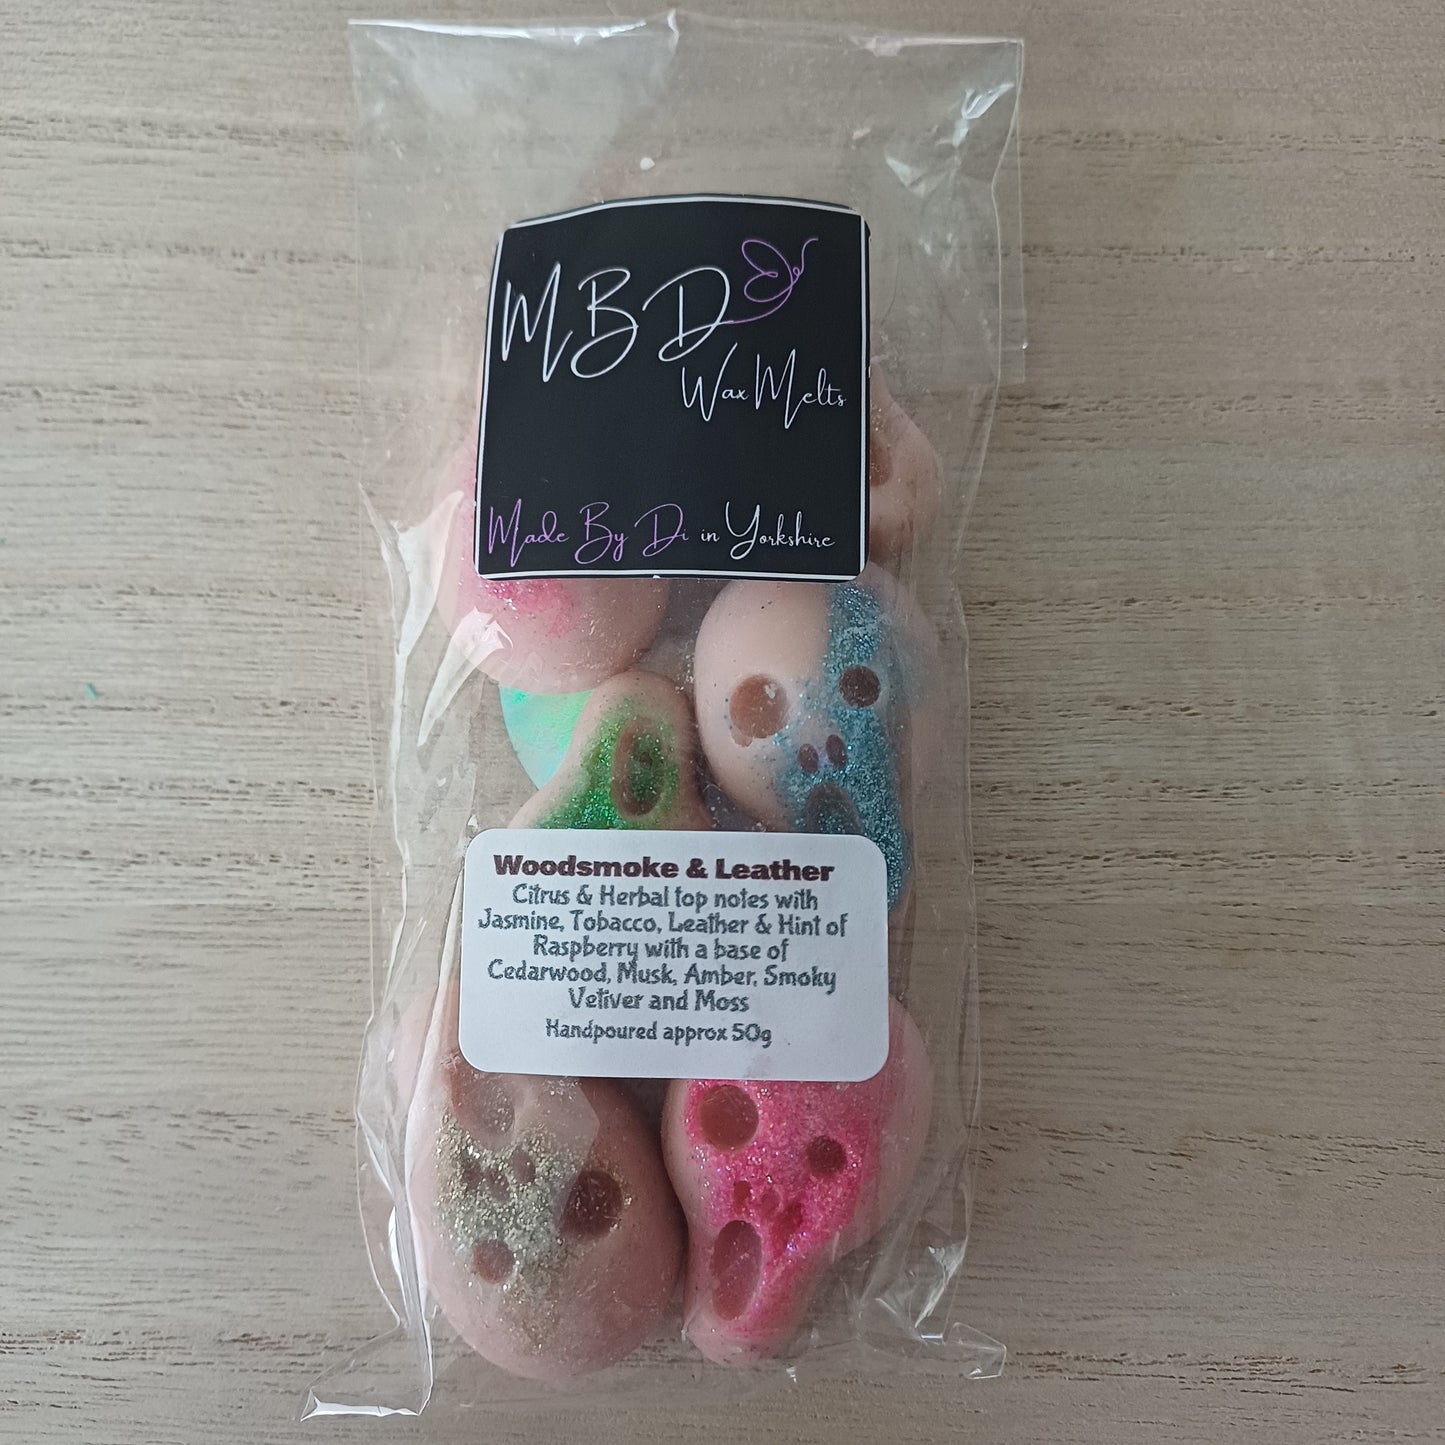 MBD
Wax Melts
Made By Di in Yorkshire
Woodsmoke & Leather
Citrus & Herbal top notes with
Jasmine, Tobacco, Leather & Hint of
Raspberry with a base of
Cedarwood, Musk, Amber, Smoky
Vetiver and Moss
Handpoured approx 50g